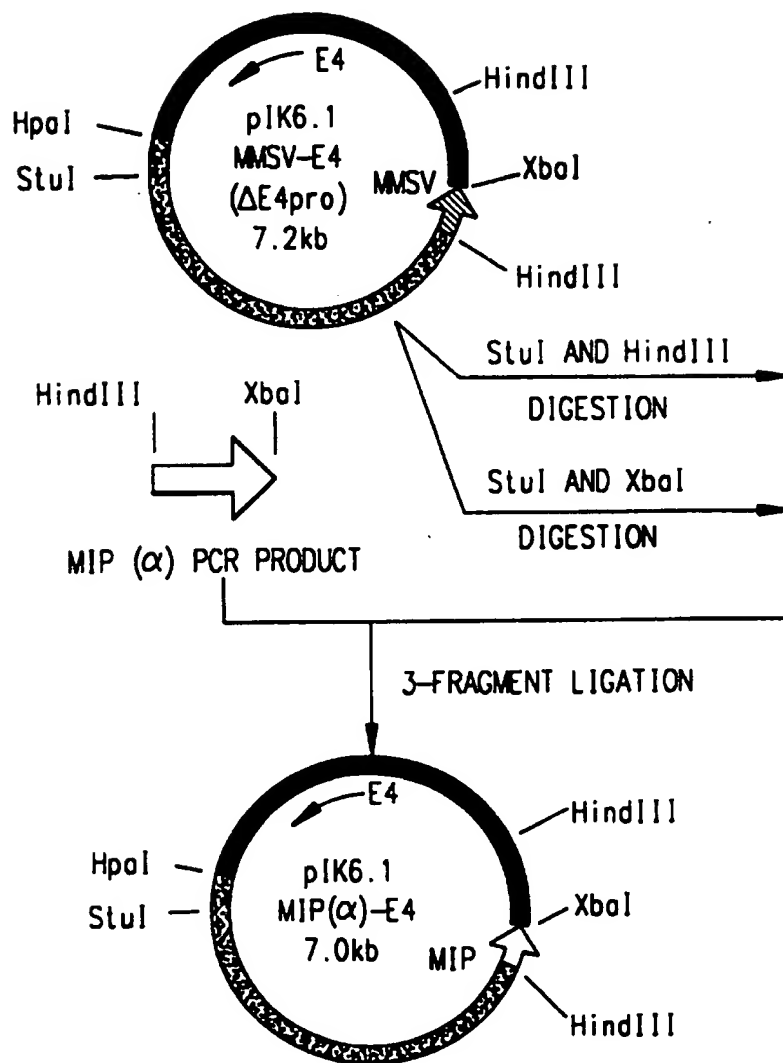 E4
HindIII
HpaI
pIK6.1
StuI
MMSV-E4
MMSV
XbaI
(ΔE4pro)
7.2kb
HindIII
StuI AND HindIII
DIGESTION
HindIII
XbaI
StuI AND XbaI
DIGESTION
MIP (α) PCR PRODUCT
3-FRAGMENT LIGATION
E4
HindIII
HpaI
pIK6.1
StuI
MIP(α)-E4
XbaI
7.0kb
MIP
HindIII